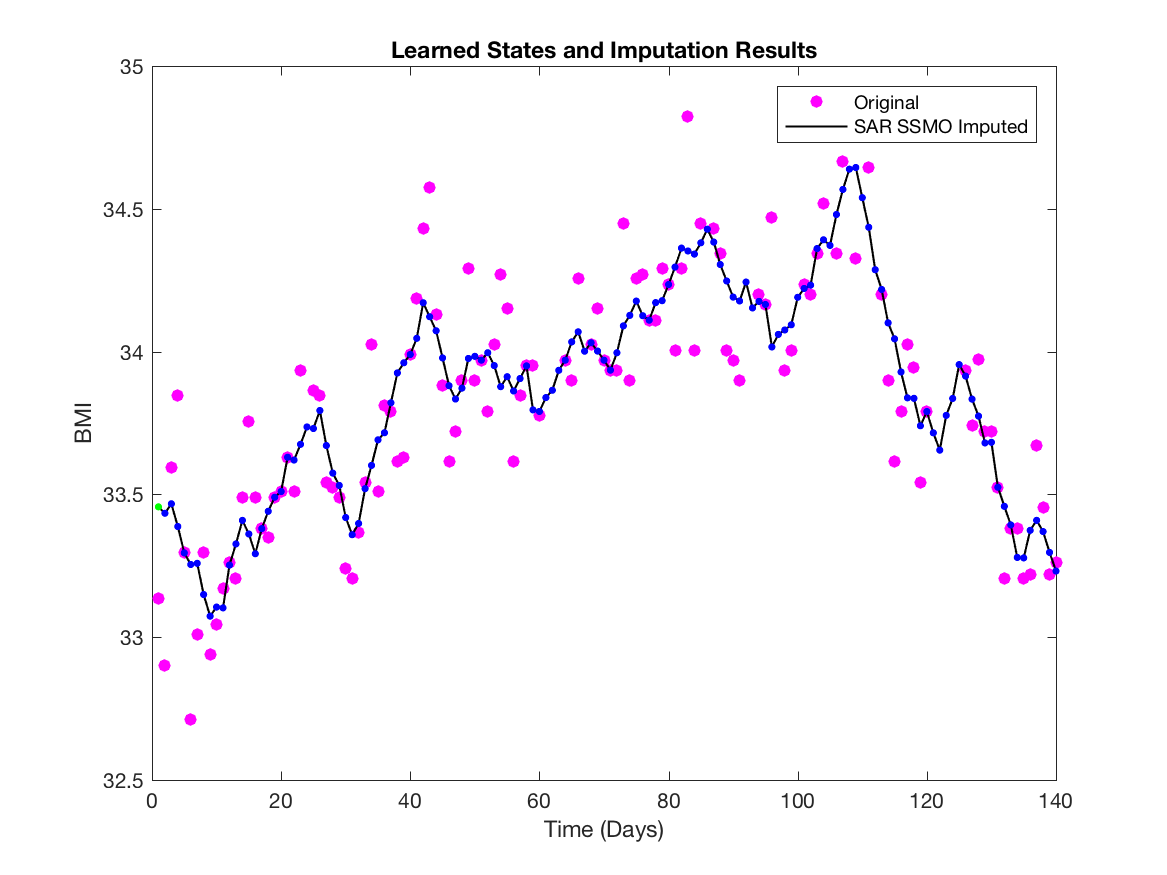 Learned States and Imputation Results
35
Original
SAR SSMO Imputed
34.5
34
BMI
33.5
33
32.5
0 20 40 60 80 100 120 140
Time (Days)